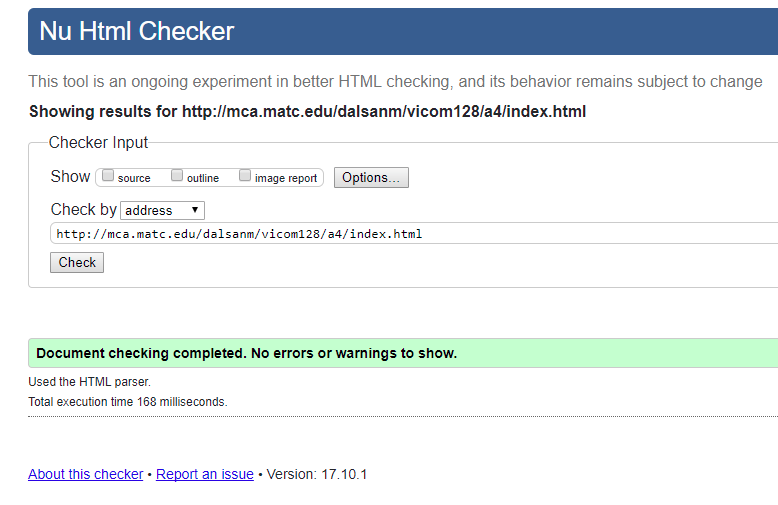 Nu Html Checker
This tool is an ongoing experiment in better HTML checking, and its behavior remains subject to change
Showing results for http://mca.matc.edu/dalsanm/vicom128/a4/index.html
Checker Input
Show source outline image report Options...
Check by address
http://mca.matc.edu/dalsanm/vicom128/a4/index.html
Check
Document checking completed. No errors or warnings to show.
Used the HTML parser.
Total execution time 168 milliseconds.
About this checker • Report an issue • Version: 17.10.1